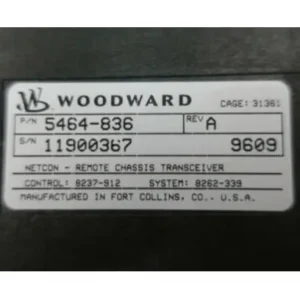 WOODWARD CAGE: 31361
P/N 5464-836 REV A
S/N 11900367 9609
NETCON - REMOTE CHASSIS TRANSCEIVER
CONTROL: 8237-912 SYSTEM: 8262-339
MANUFACTURED IN FORT COLLINS, CO., U.S.A.